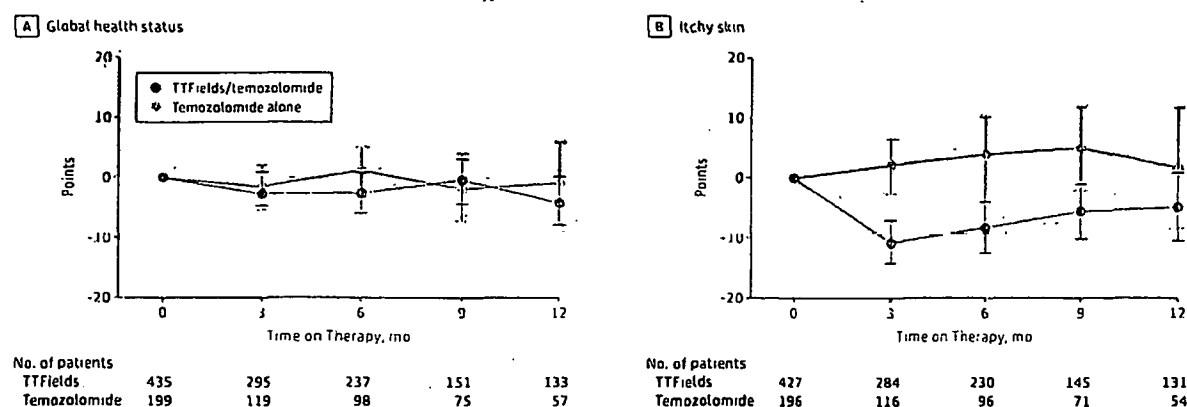 A Global health status
20
10
0
-10
-20
Points
TTFields/temozolomide
Temozolomide alone
0 3 6 9 12
Time on Therapy, mo
No. of patients
TTFields 435 295 237 151 133
Temozolomide 199 119 98 75 57
B Itchy skin
20
10
0
-10
-20
Points
0 3 6 9 12
Time on Therapy, mo
No. of patients
TTFields 427 284 230 145 131
Temozolomide 196 116 96 71 54